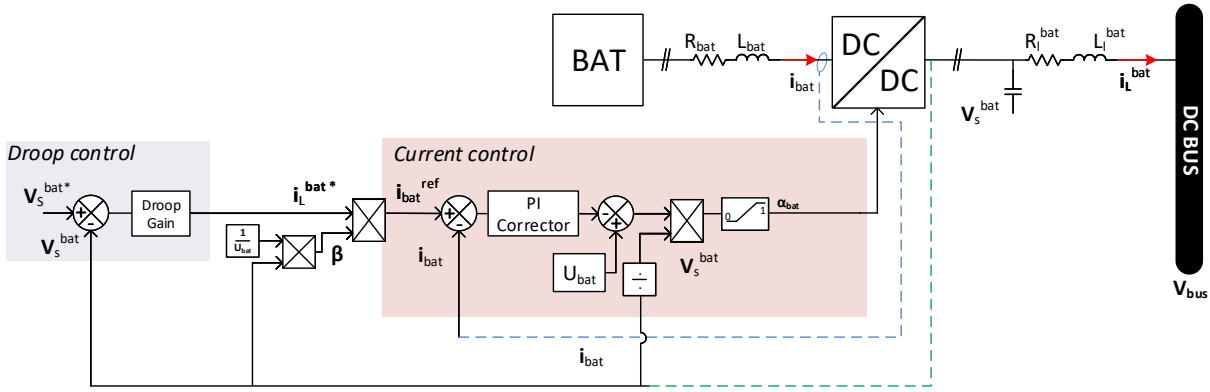 R_bat
L_bat
BAT
i_bat
DC
DC
R_l^bat
L_l^bat
i_L^bat
V_s^bat
DC BUS
V_bus
Droop control
V_S^bat*
+
-
Droop
Gain
V_s^bat
i_L^bat *
1
U_bat
β
Current control
i_bat^ref
+
-
PI
Corrector
-
+
U_bat
÷
V_s^bat
0
1
α_bat
i_bat
i_bat